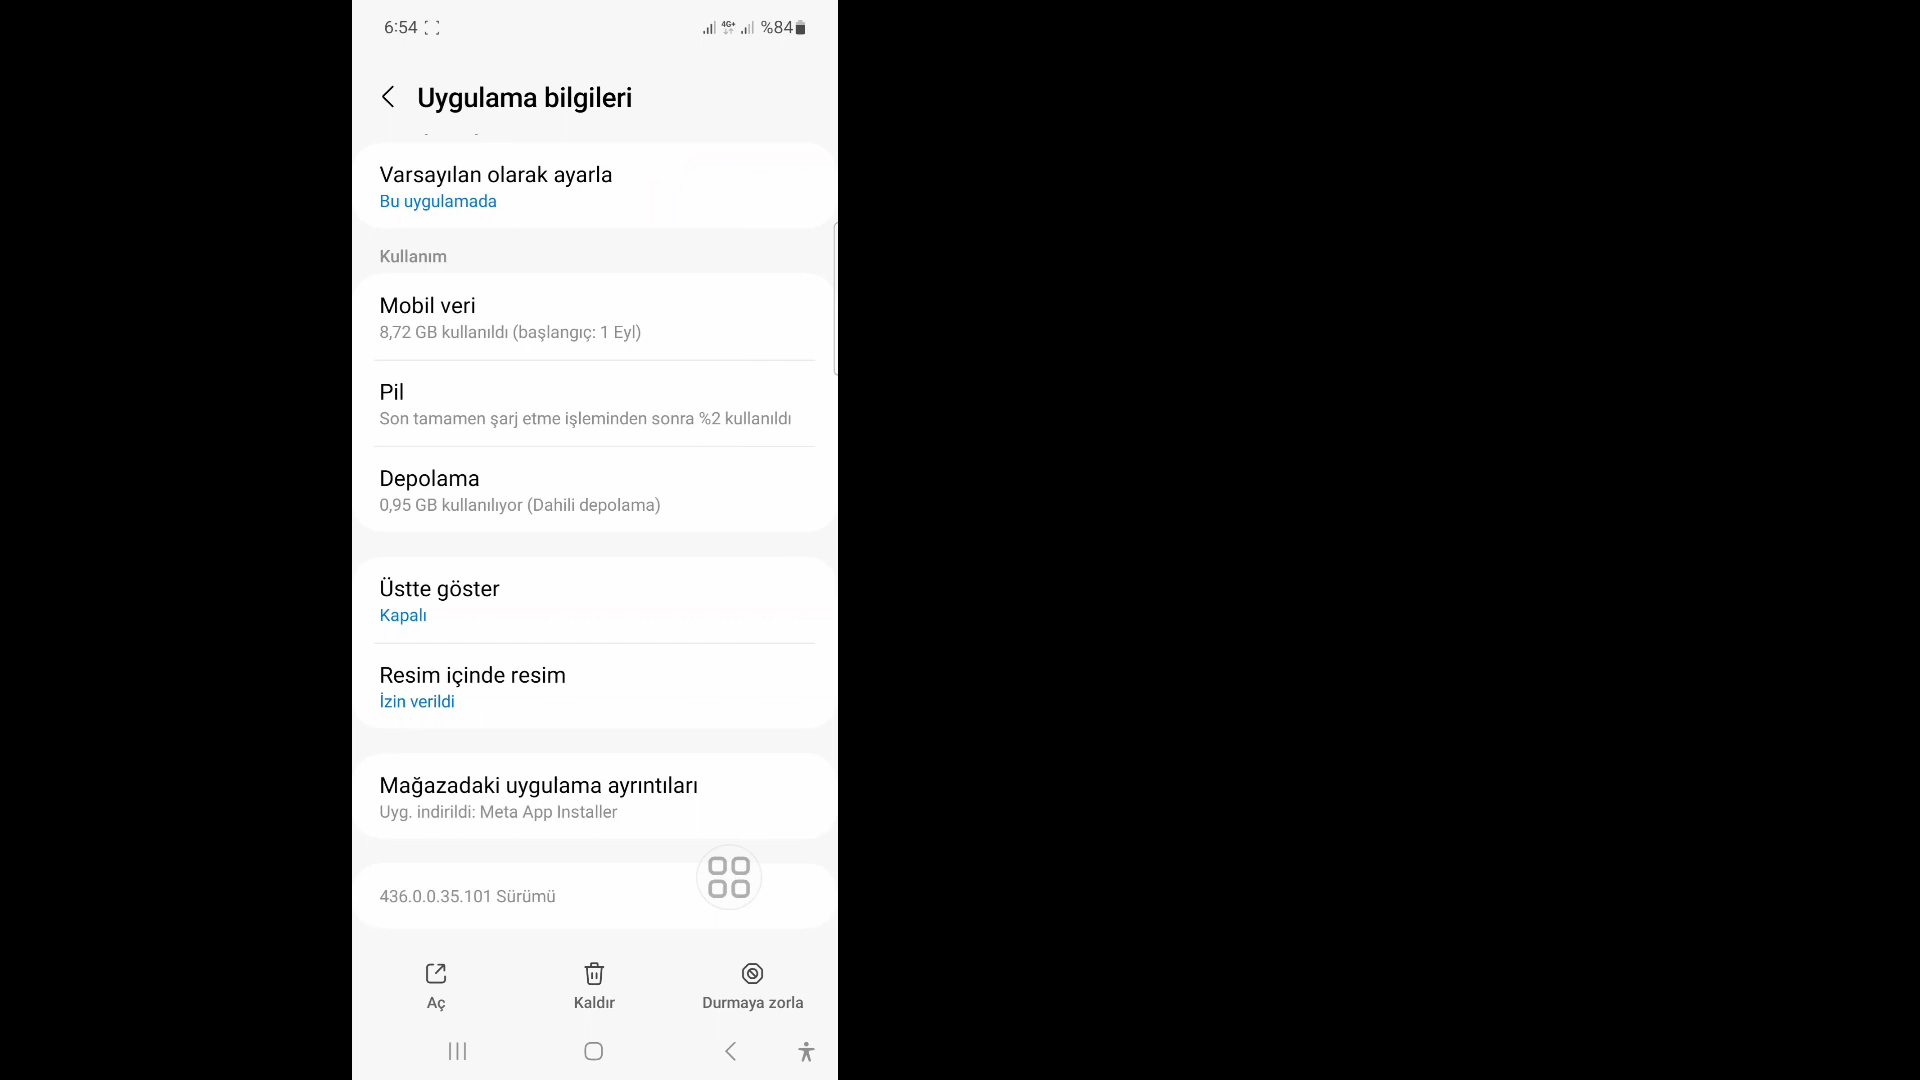 6:54
4G+ %84
Uygulama bilgileri
Varsayılan olarak ayarla
Bu uygulamada
Kullanım
Mobil veri
8,72 GB kullanıldı (başlangıç: 1 Eyl)
Pil
Son tamamen şarj etme işleminden sonra %2 kullanıldı
Depolama
0,95 GB kullanılıyor (Dahili depolama)
Üstte göster
Kapalı
Resim içinde resim
İzin verildi
Mağazadaki uygulama ayrıntıları
Uyg. indirildi: Meta App Installer
436.0.0.35.101 Sürümü
Aç
Kaldır
Durmaya zorla